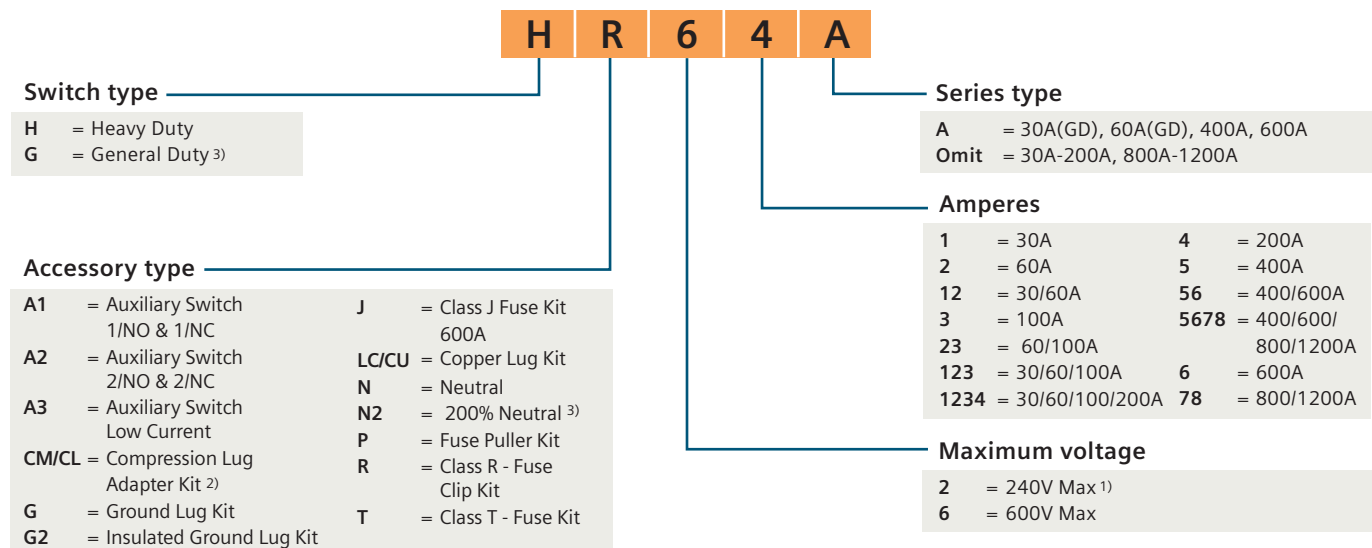 H R 6 4 A
Switch type
H = Heavy Duty
G = General Duty 3)
Accessory type
A1 = Auxiliary Switch
1/NO & 1/NC
A2 = Auxiliary Switch
2/NO & 2/NC
A3 = Auxiliary Switch
Low Current
CM/CL = Compression Lug
Adapter Kit 2)
G = Ground Lug Kit
G2 = Insulated Ground Lug Kit
J = Class J Fuse Kit
600A
LC/CU = Copper Lug Kit
N = Neutral
N2 = 200% Neutral 3)
P = Fuse Puller Kit
R = Class R - Fuse
Clip Kit
T = Class T - Fuse Kit
Series type
A = 30A(GD), 60A(GD), 400A, 600A
Omit = 30A-200A, 800A-1200A
Amperes
1 = 30A
2 = 60A
12 = 30/60A
3 = 100A
23 = 60/100A
123 = 30/60/100A
1234 = 30/60/100/200A
4 = 200A
5 = 400A
56 = 400/600A
5678 = 400/600/
800/1200A
6 = 600A
78 = 800/1200A
Maximum voltage
2 = 240V Max 1)
6 = 600V Max